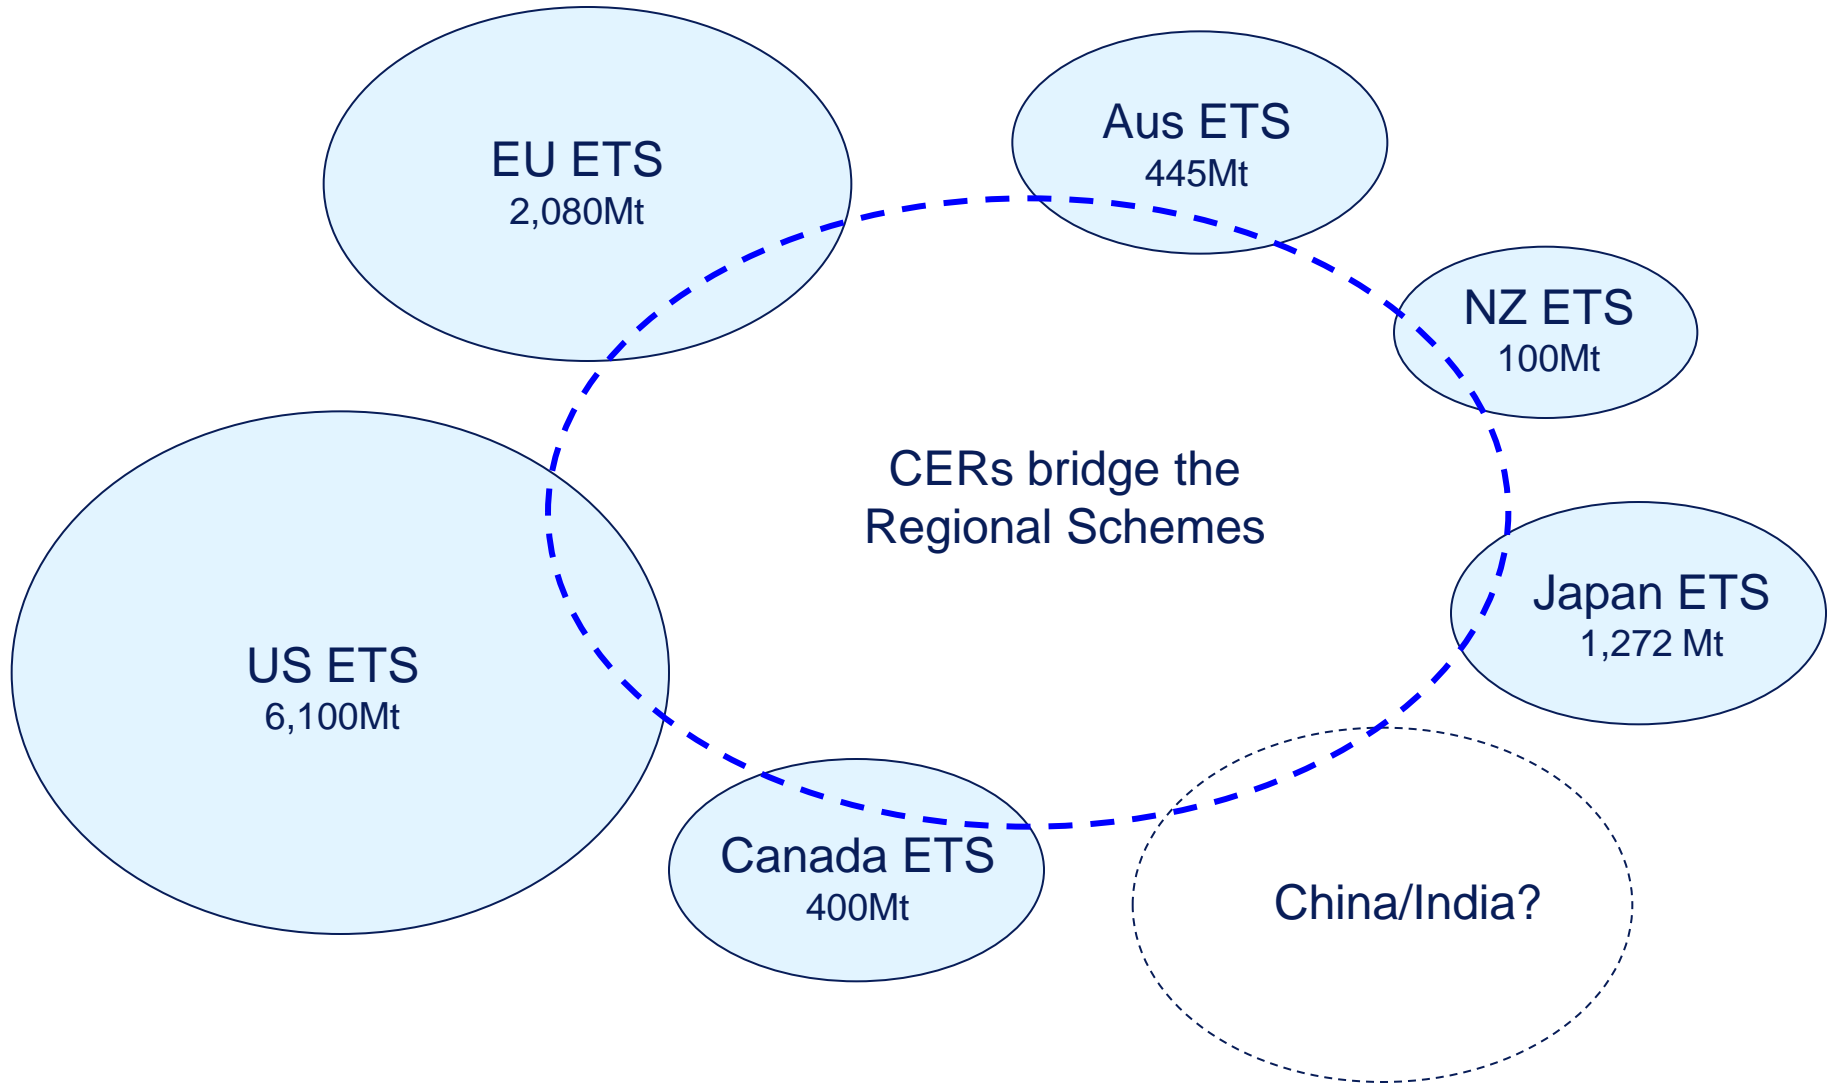 EU ETS
2,080Mt
Aus ETS
445Mt
NZ ETS
100Mt
CERs bridge the
Regional Schemes
Japan ETS
1,272 Mt
US ETS
6,100Mt
Canada ETS
400Mt
China/India?